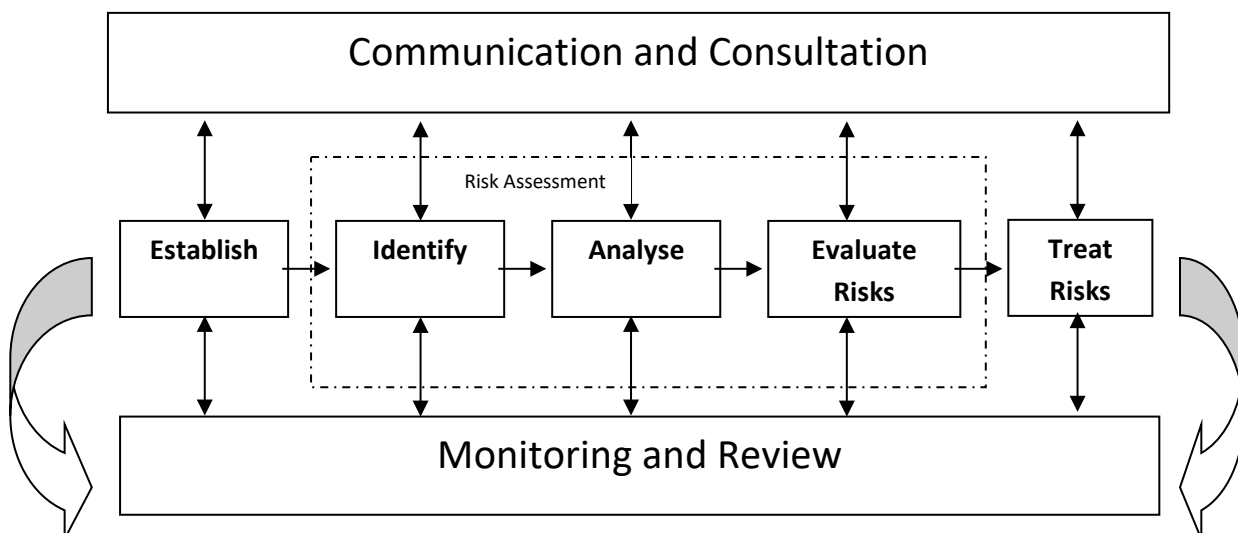 Communication and Consultation
Risk Assessment
Establish
Identify
Analyse
Evaluate
Risks
Treat
Risks
Monitoring and Review